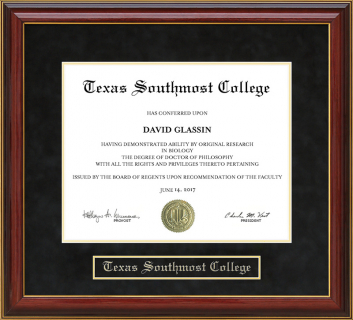 Texas Southmost College
HAS CONFERRED UPON
DAVID GLASSIN
HAVING DEMONSTRATED ABILITY BY ORIGINAL RESEARCH
IN BIOLOGY
THE DEGREE OF DOCTOR OF PHILOSOPHY
WITH ALL THE RIGHTS AND PRIVILEGES THERETO PERTAINING
ISSUED BY THE BOARD OF REGENTS UPON RECOMMENDATION OF THE FACULTY
JUNE 14, 2017
PROVOST
PRESIDENT
Texas Southmost College